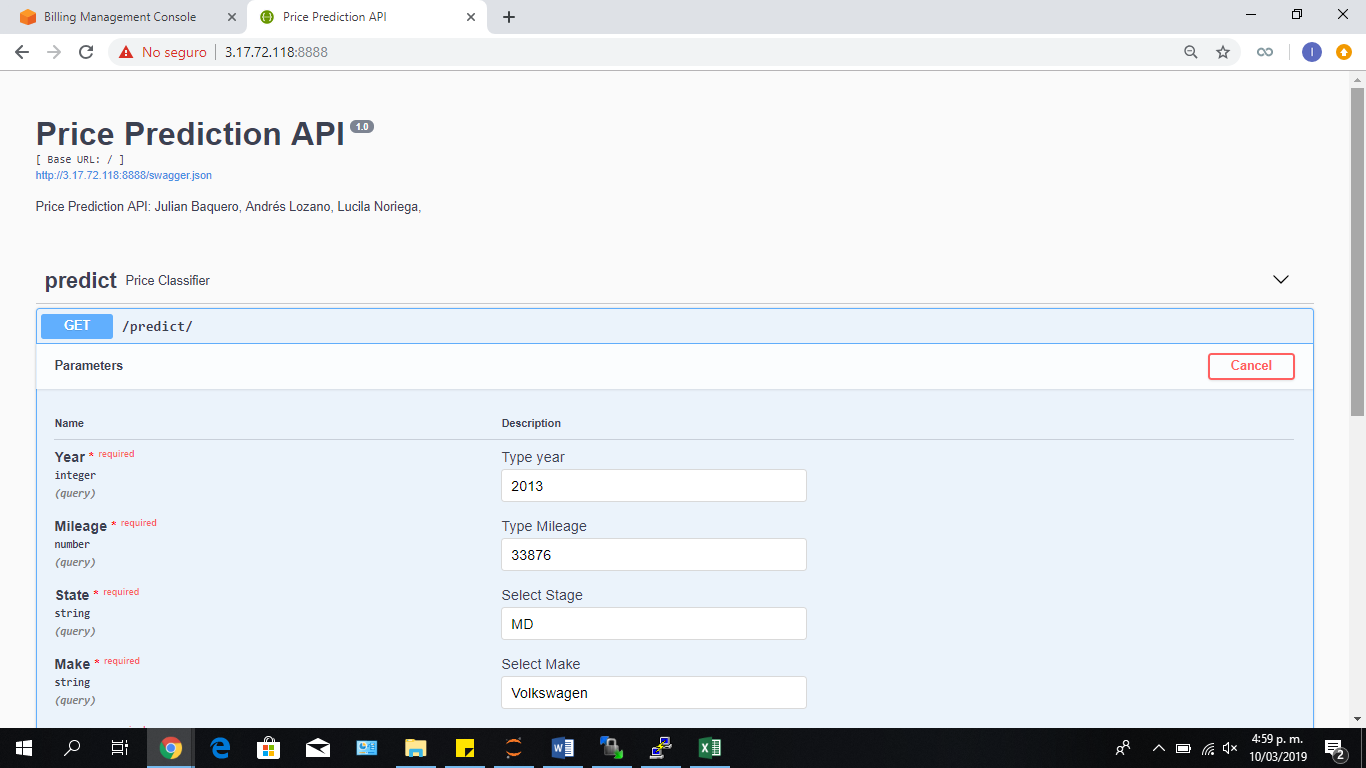 Billing Management Console
Price Prediction API
No seguro
3.17.72.118:8888
I
Price Prediction API 1.0
[ Base URL: / ]
http://3.17.72.118:8888/swagger.json
Price Prediction API: Julian Baquero, Andrés Lozano, Lucila Noriega,
predict Price Classifier
GET /predict/
Parameters
Cancel
Name Description
Year * required
integer
(query)
Type year
2013
Mileage * required
number
(query)
Type Mileage
33876
State * required
string
(query)
Select Stage
MD
Make * required
string
(query)
Select Make
Volkswagen
4:59 p. m.
10/03/2019
2